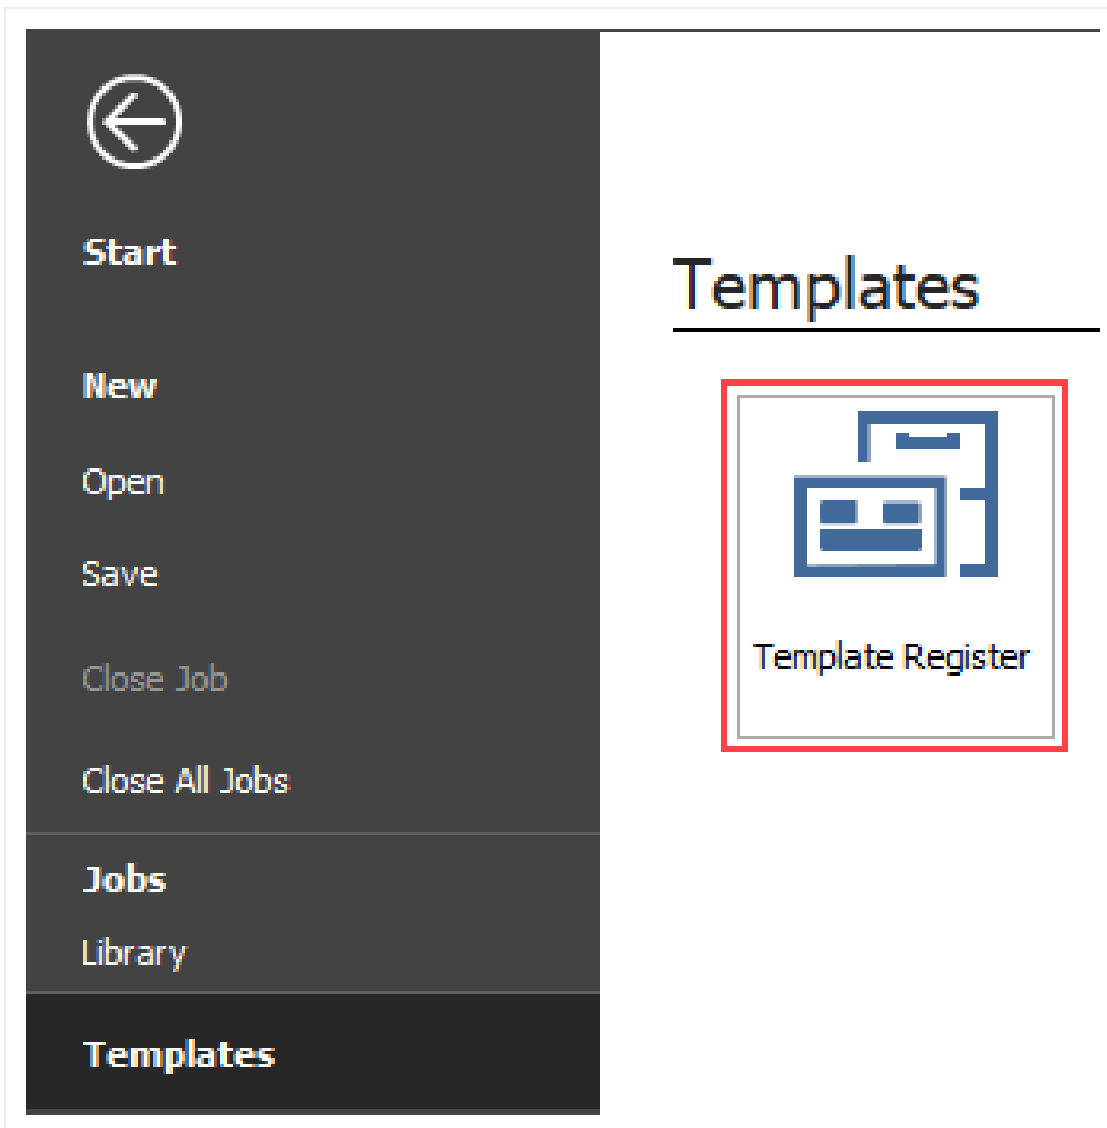 Start
New
Open
Save
Close Job
Close All Jobs
Jobs
Library
Templates
Templates
Template Register